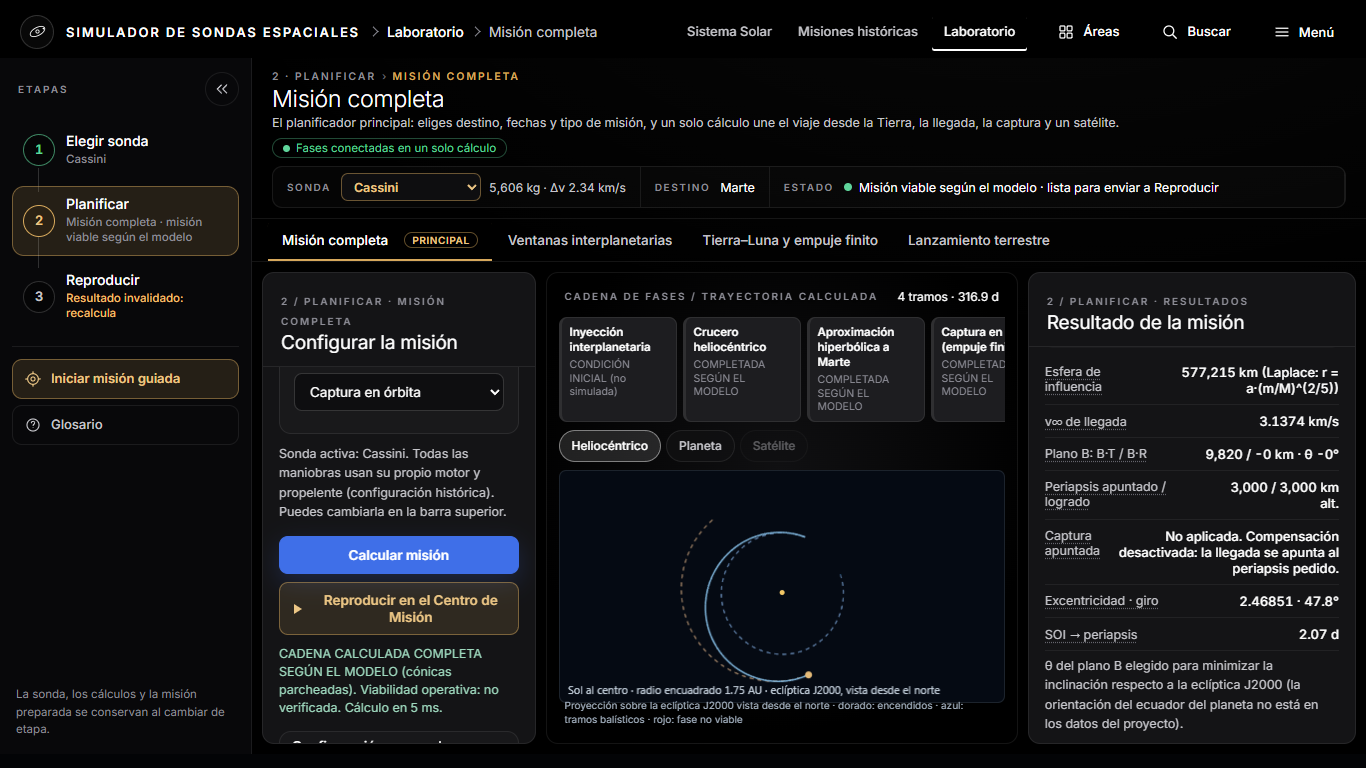 SIMULADOR DE SONDAS ESPACIALES > Laboratorio > Misión completa
Sistema Solar
Misiones históricas
Laboratorio
Áreas
Buscar
Menú
ETAPAS
1
Elegir sonda
Cassini
2
Planificar
Misión completa · misión
viable según el modelo
3
Reproducir
Resultado invalidado:
recalcula
Iniciar misión guiada
Glosario
La sonda, los cálculos y la misión
preparada se conservan al cambiar de
etapa.
2 · PLANIFICAR › MISIÓN COMPLETA
Misión completa
El planificador principal: eliges destino, fechas y tipo de misión, y un solo cálculo une el viaje desde la Tierra, la llegada, la captura y un satélite.
Fases conectadas en un solo cálculo
SONDA
Cassini
5,606 kg · Δv 2.34 km/s
DESTINO Marte
ESTADO Misión viable según el modelo · lista para enviar a Reproducir
Misión completa PRINCIPAL
Ventanas interplanetarias
Tierra–Luna y empuje finito
Lanzamiento terrestre
2 / PLANIFICAR · MISIÓN
COMPLETA
Configurar la misión
Captura en órbita
Sonda activa: Cassini. Todas las
maniobras usan su propio motor y
propelente (configuración histórica).
Puedes cambiarla en la barra superior.
Calcular misión
Reproducir en el Centro de
Misión
CADENA CALCULADA COMPLETA
SEGÚN EL MODELO (cónicas
parcheadas). Viabilidad operativa: no
verificada. Cálculo en 5 ms.
CADENA DE FASES / TRAYECTORIA CALCULADA
4 tramos · 316.9 d
Inyección
interplanetaria
CONDICIÓN
INICIAL (no
simulada)
Crucero
heliocéntrico
COMPLETADA
SEGÚN EL
MODELO
Aproximación
hiperbólica a
Marte
COMPLETADA
SEGÚN EL
MODELO
Captura en
(empuje fin
COMPLETAD
SEGÚN EL
MODELO
Heliocéntrico
Planeta
Satélite
Sol al centro · radio encuadrado 1.75 AU · eclíptica J2000, vista desde el norte
Proyección sobre la eclíptica J2000 vista desde el norte · dorado: encendidos · azul:
tramos balísticos · rojo: fase no viable
2 / PLANIFICAR · RESULTADOS
Resultado de la misión
Esfera de
influencia
577,215 km (Laplace: r =
a·(m/M)^(2/5))
v∞ de llegada
3.1374 km/s
Plano B: B·T / B·R
9,820 / -0 km · θ -0°
Periapsis apuntado /
logrado
3,000 / 3,000 km
alt.
Captura
apuntada
No aplicada. Compensación
desactivada: la llegada se apunta al
periapsis pedido.
Excentricidad · giro
2.46851 · 47.8°
SOI → periapsis
2.07 d
θ del plano B elegido para minimizar la
inclinación respecto a la eclíptica J2000 (la
orientación del ecuador del planeta no está en
los datos del proyecto).